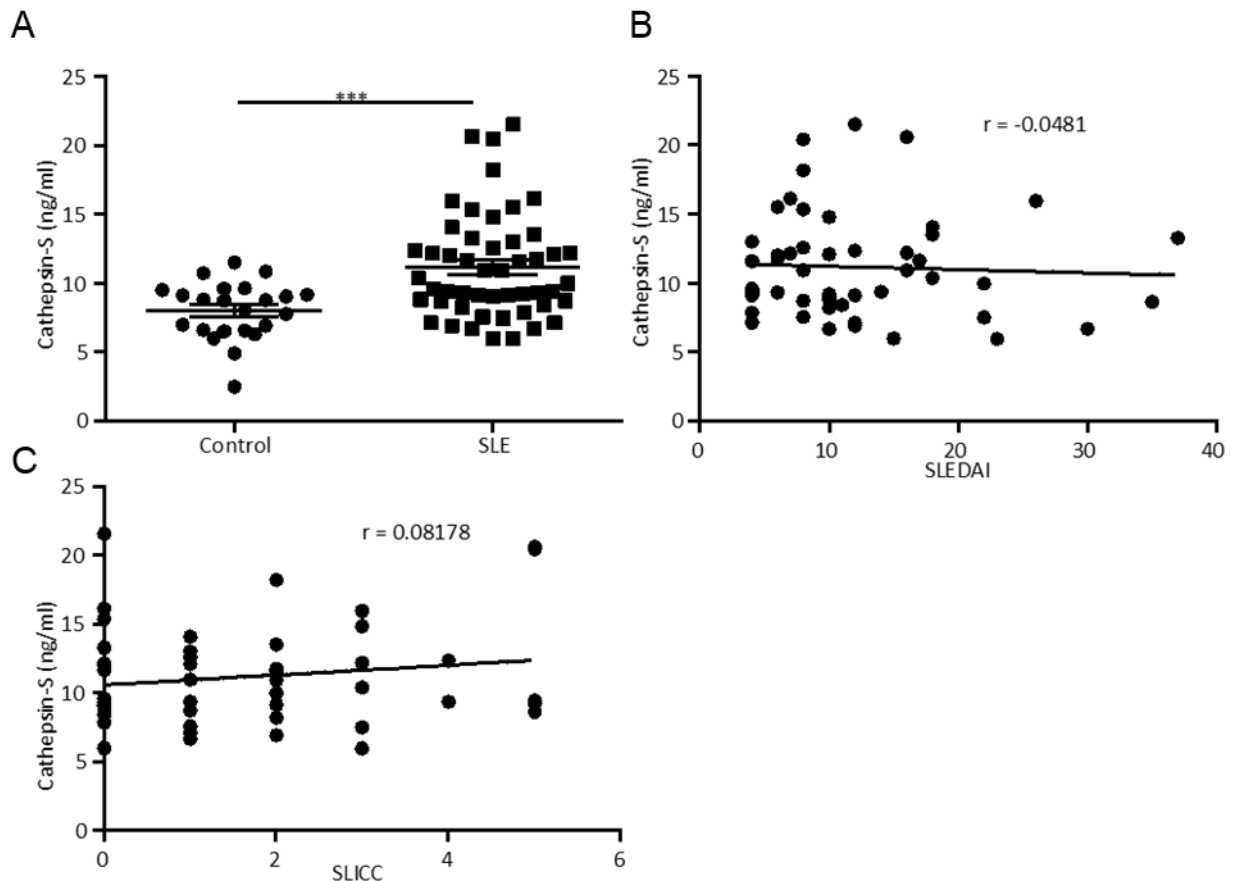 A
Cathepsin-S (ng/ml)
25
20
15
10
5
0
***
Control
SLE
B
Cathepsin-S (ng/ml)
25
20
15
10
5
0
r = -0.0481
0
10
20
30
40
SLEDAI
C
Cathepsin-S (ng/ml)
25
20
15
10
5
0
r = 0.08178
0
2
4
6
SLICC